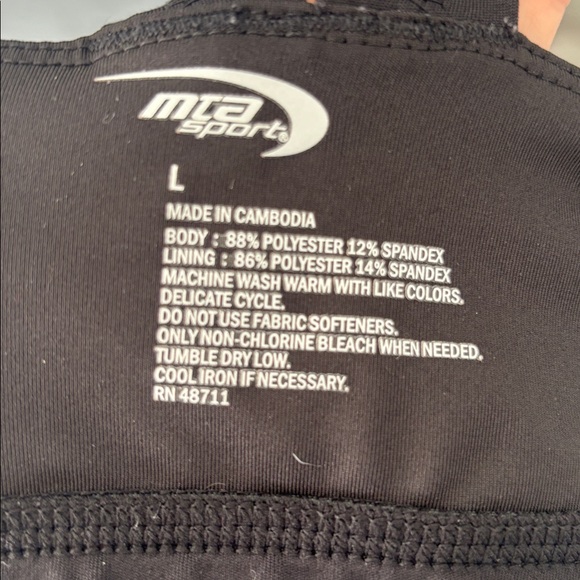 mta
sport®
L
MADE IN CAMBODIA
BODY : 88% POLYESTER 12% SPANDEX
LINING : 86% POLYESTER 14% SPANDEX
MACHINE WASH WARM WITH LIKE COLORS.
DELICATE CYCLE.
DO NOT USE FABRIC SOFTENERS.
ONLY NON-CHLORINE BLEACH WHEN NEEDED.
TUMBLE DRY LOW.
COOL IRON IF NECESSARY.
RN 48711